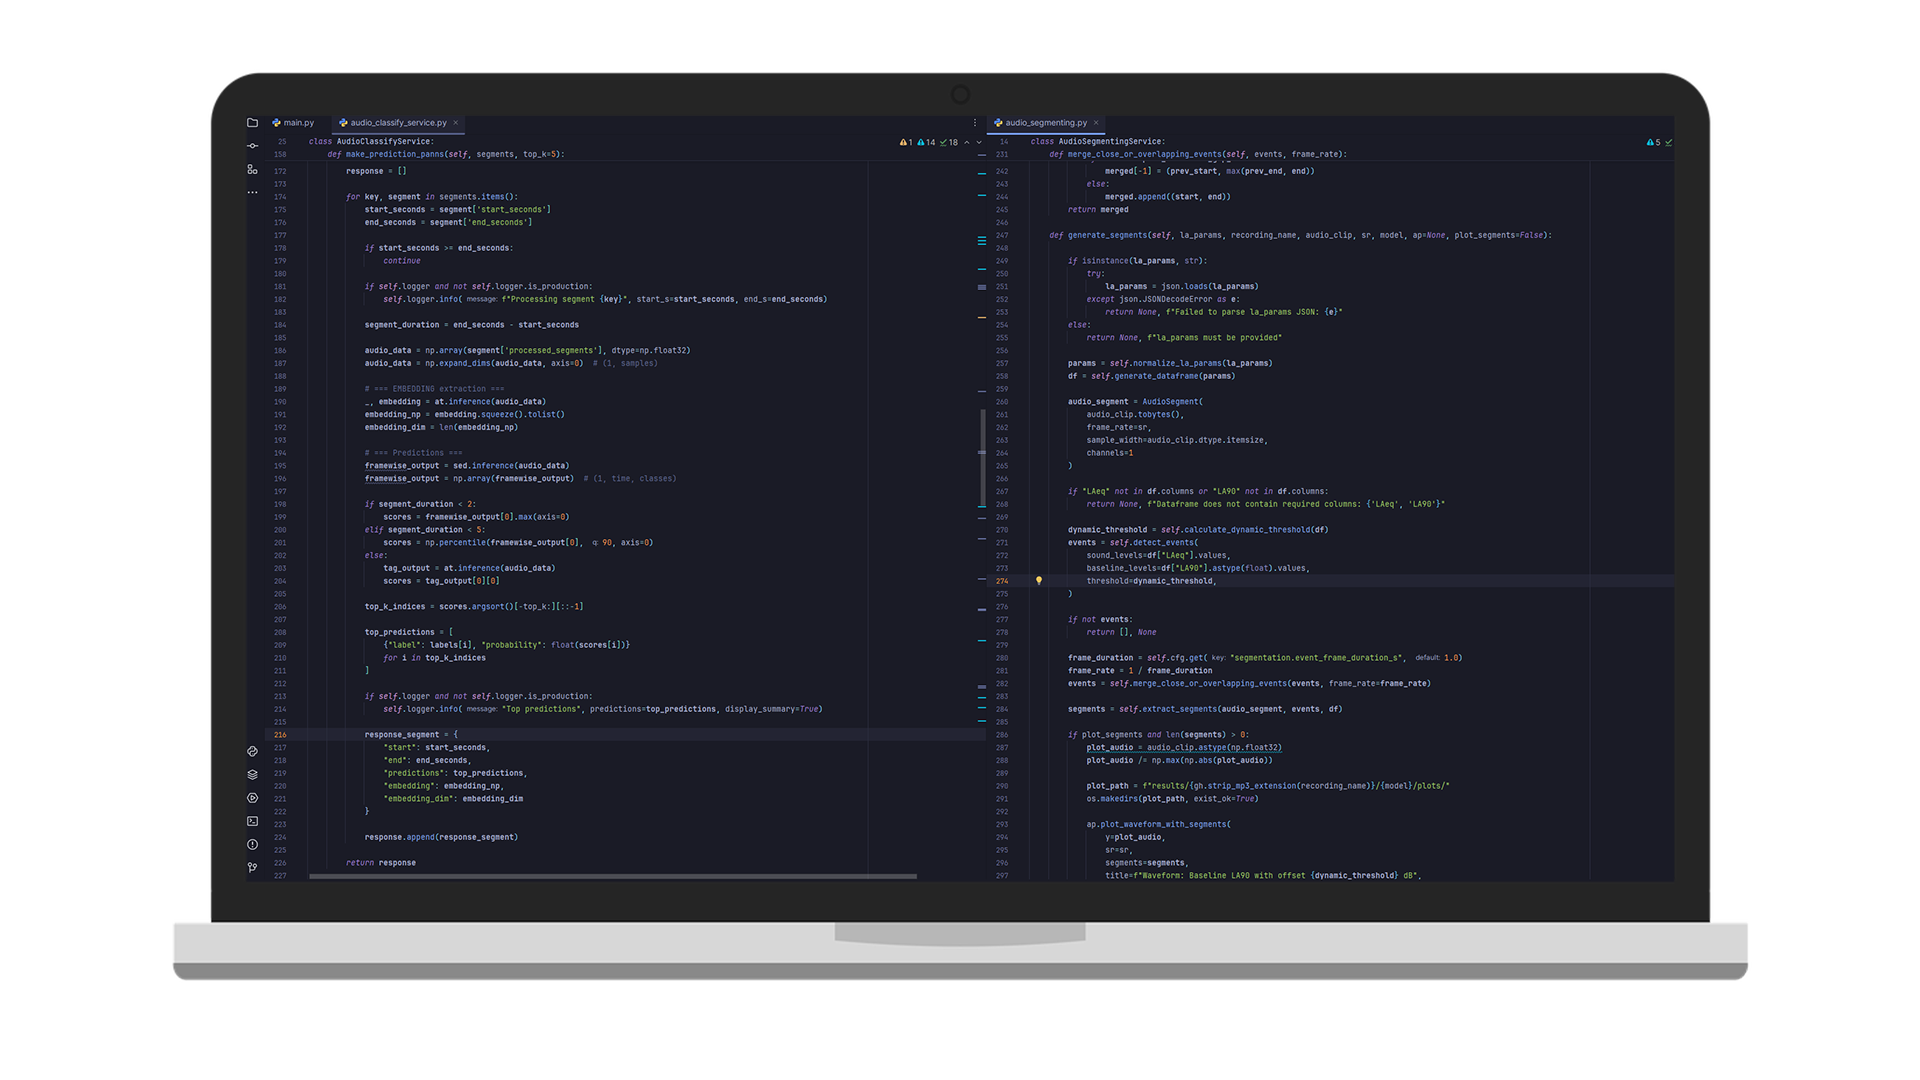 main.py
audio_classify_service.py
25 class AudioClassifyService:
1 14 18
158 def make_prediction_panns(self, segments, top_k=5):
172 response = []
173
174 for key, segment in segments.items():
175 start_seconds = segment['start_seconds']
176 end_seconds = segment['end_seconds']
177
178 if start_seconds >= end_seconds:
179 continue
180
181 if self.logger and not self.logger.is_production:
182 self.logger.info( message: f"Processing segment {key}", start_s=start_seconds, end_s=end_seconds)
183
184 segment_duration = end_seconds - start_seconds
185
186 audio_data = np.array(segment['processed_segments'], dtype=np.float32)
187 audio_data = np.expand_dims(audio_data, axis=0) # (1, samples)
188
189 # === EMBEDDING extraction ===
190 _, embedding = at.inference(audio_data)
191 embedding_np = embedding.squeeze().tolist()
192 embedding_dim = len(embedding_np)
193
194 # === Predictions ===
195 framewise_output = sed.inference(audio_data)
196 framewise_output = np.array(framewise_output) # (1, time, classes)
197
198 if segment_duration < 2:
199 scores = framewise_output[0].max(axis=0)
200 elif segment_duration < 5:
201 scores = np.percentile(framewise_output[0], q: 90, axis=0)
202 else:
203 tag_output = at.inference(audio_data)
204 scores = tag_output[0][0]
205
206 top_k_indices = scores.argsort()[-top_k:][::-1]
207
208 top_predictions = [
209 {"label": labels[i], "probability": float(scores[i])}
210 for i in top_k_indices
211 ]
212
213 if self.logger and not self.logger.is_production:
214 self.logger.info( message: "Top predictions", predictions=top_predictions, display_summary=True)
215
216 response_segment = {
217 "start": start_seconds,
218 "end": end_seconds,
219 "predictions": top_predictions,
220 "embedding": embedding_np,
221 "embedding_dim": embedding_dim
222 }
223
224 response.append(response_segment)
225
226 return response
227
audio_segmenting.py
14 class AudioSegmentingService:
5
231 def merge_close_or_overlapping_events(self, events, frame_rate):
242 merged[-1] = (prev_start, max(prev_end, end))
243 else:
244 merged.append((start, end))
245 return merged
246
247 def generate_segments(self, la_params, recording_name, audio_clip, sr, model, ap=None, plot_segments=False):
248
249 if isinstance(la_params, str):
250 try:
251 la_params = json.loads(la_params)
252 except json.JSONDecodeError as e:
253 return None, f"Failed to parse la_params JSON: {e}"
254 else:
255 return None, f"la_params must be provided"
256
257 params = self.normalize_la_params(la_params)
258 df = self.generate_dataframe(params)
259
260 audio_segment = AudioSegment(
261 audio_clip.tobytes(),
262 frame_rate=sr,
263 sample_width=audio_clip.dtype.itemsize,
264 channels=1
265 )
266
267 if "LAeq" not in df.columns or "LA90" not in df.columns:
268 return None, f"Dataframe does not contain required columns: {'LAeq', 'LA90'}"
269
270 dynamic_threshold = self.calculate_dynamic_threshold(df)
271 events = self.detect_events(
272 sound_levels=df["LAeq"].values,
273 baseline_levels=df["LA90"].astype(float).values,
274 threshold=dynamic_threshold,
275 )
276
277 if not events:
278 return [], None
279
280 frame_duration = self.cfg.get( key: "segmentation.event_frame_duration_s", default: 1.0)
281 frame_rate = 1 / frame_duration
282 events = self.merge_close_or_overlapping_events(events, frame_rate=frame_rate)
283
284 segments = self.extract_segments(audio_segment, events, df)
285
286 if plot_segments and len(segments) > 0:
287 plot_audio = audio_clip.astype(np.float32)
288 plot_audio /= np.max(np.abs(plot_audio))
289
290 plot_path = f"results/{gh.strip_mp3_extension(recording_name)}/{model}/plots/"
291 os.makedirs(plot_path, exist_ok=True)
292
293 ap.plot_waveform_with_segments(
294 y=plot_audio,
295 sr=sr,
296 segments=segments,
297 title=f"Waveform: Baseline LA90 with offset {dynamic_threshold} dB",